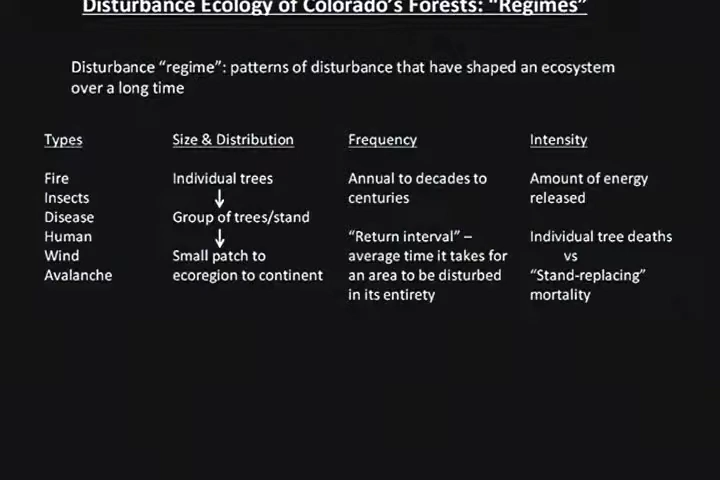 Disturbance Ecology of Colorado's Forests: "Regimes"
Disturbance “regime”: patterns of disturbance that have shaped an ecosystem
over a long time
Types
Fire
Insects
Disease
Human
Wind
Avalanche
Size & Distribution
Individual trees
↓
Group of trees/stand
↓
Small patch to
ecoregion to continent
Frequency
Annual to decades to
centuries
“Return interval” –
average time it takes for
an area to be disturbed
in its entirety
Intensity
Amount of energy
released
Individual tree deaths
vs
“Stand-replacing”
mortality